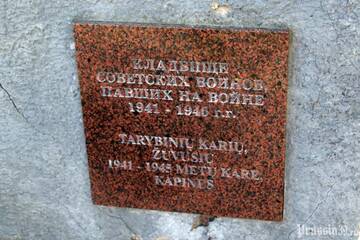 КЛАДБИЩЕ
СОВЕТСКИХ ВОИНОВ,
ПАВШИХ НА ВОЙНЕ
1941 - 1945 г.г.
TARYBINIŲ KARIŲ,
ŽUVUSIŲ
1941 - 1945 METŲ KARE,
KAPINĖS